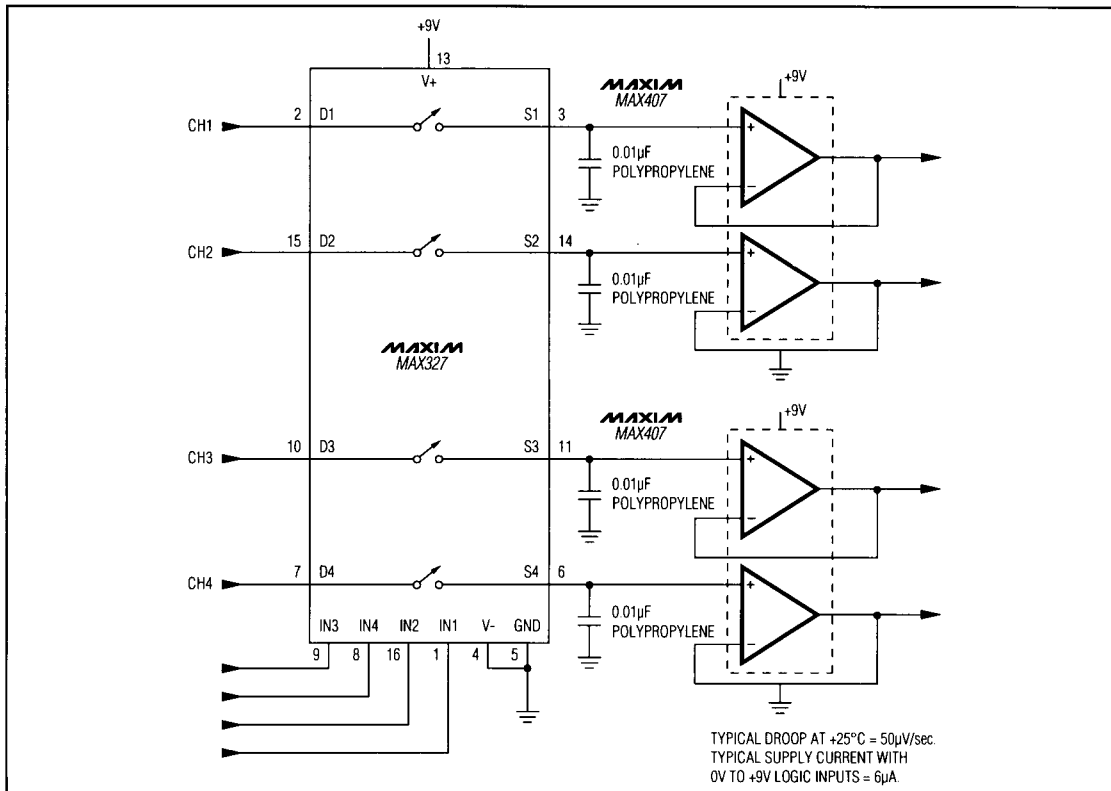 +9V
13
V+
MAXIM
MAX407
+9V
CH1
2
D1
S1
3
+
0.01µF
POLYPROPYLENE
−
CH2
15
D2
S2
14
+
0.01µF
POLYPROPYLENE
−
MAXIM
MAX327
MAXIM
MAX407
+9V
CH3
10
D3
S3
11
+
0.01µF
POLYPROPYLENE
−
CH4
7
D4
S4
6
+
0.01µF
POLYPROPYLENE
−
IN3
IN4
IN2
IN1
V-
GND
9
8
16
1
4
5
TYPICAL DROOP AT +25°C = 50µV/sec.
TYPICAL SUPPLY CURRENT WITH
0V TO +9V LOGIC INPUTS = 6µA.